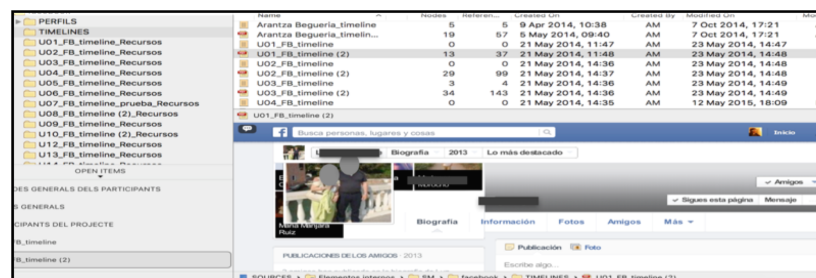 PERFILS
TIMELINES
U01_FB_timeline_Recursos
U02_FB_timeline_Recursos
U03_FB_timeline_Recursos
U04_FB_timeline_Recursos
U05_FB_timeline_Recursos
U06_FB_timeline_Recursos
U07_FB_timeline_prueba_Recursos
U08_FB_timeline (2)_Recursos
U09_FB_timeline_Recursos
U10_FB_timeline (2)_Recursos
U12_FB_timeline_Recursos
U13_FB_timeline_Recursos
OPEN ITEMS
DES GENERALS DELS PARTICIPANTS
S GENERALS
CIPANTS DEL PROJECTE
B_timeline
B_timeline (2)
Name Nodes Referen... Created On Created By Modified On
Arantza Begueria_timeline 5 5 9 Apr 2014, 10:38 AM 7 Oct 2014, 17:21
Arantza Begueria_timelin... 19 57 5 May 2014, 09:40 AM 7 Oct 2014, 17:21
U01_FB_timeline 0 0 21 May 2014, 11:47 AM 23 May 2014, 14:47
U01_FB_timeline (2) 13 37 21 May 2014, 11:48 AM 23 May 2014, 14:48
U02_FB_timeline 0 0 21 May 2014, 14:36 AM 23 May 2014, 14:48
U02_FB_timeline (2) 29 99 21 May 2014, 14:37 AM 23 May 2014, 14:48
U03_FB_timeline 3 4 21 May 2014, 14:36 AM 23 May 2014, 14:49
U03_FB_timeline (2) 34 143 21 May 2014, 14:36 AM 23 May 2014, 14:49
U04_FB_timeline 0 0 21 May 2014, 14:35 AM 12 May 2015, 18:09
U01_FB_timeline (2)
Busca personas, lugares y cosas
Inicio
Biografía 2013 Lo más destacado
Amigos
Sigues esta página Mensaje
Manjara
Ruiz
Biografía Información Fotos Amigos Más
PUBLICACIONES DE LOS AMIGOS · 2013
Publicación Foto
Escribe algo...
SOURCES Elementos internos SM facebook TIMELINES U01_FB_timeline (2)